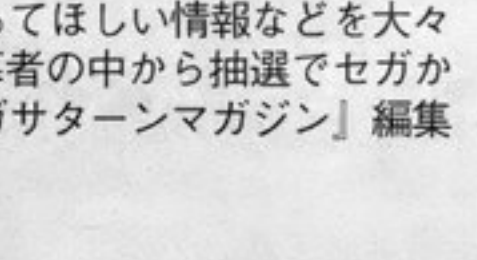 てほしい情報などを大々
者の中から抽選でセガか
サターンマガジン』編集